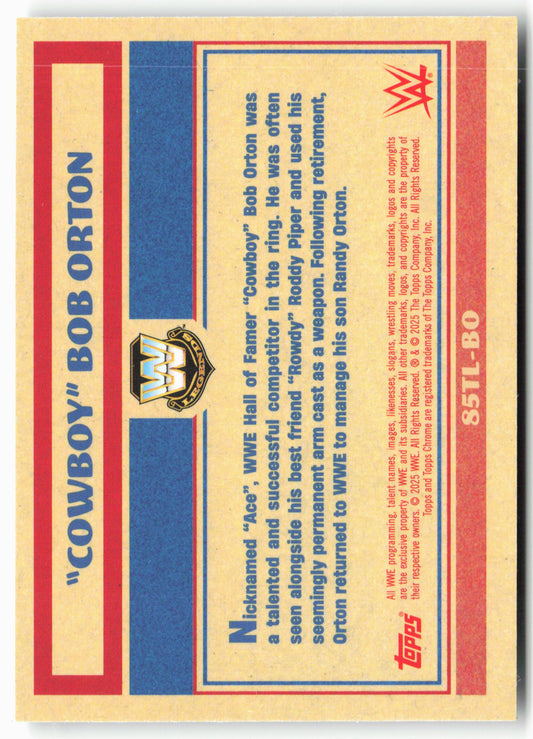 "COWBOY" BOB ORTON
W
LEGENDS
Nicknamed "Ace", WWE Hall of Famer "Cowboy" Bob Orton was
a talented and successful competitor in the ring. He was often
seen alongside his best friend "Rowdy" Roddy Piper and used his
seemingly permanent arm cast as a weapon. Following retirement,
Orton returned to WWE to manage his son Randy Orton.
topps®
All WWE programming, talent names, images, likenesses, slogans, wrestling moves, trademarks, logos and copyrights
are the exclusive property of WWE and its subsidiaries. All other trademarks, logos, and copyrights are the property of
their respective owners. © 2025 WWE. All Rights Reserved. ® & © 2025 The Topps Company, Inc. All Rights Reserved.
Topps and Topps Chrome are registered trademarks of The Topps Company, Inc.
W
85TL-BO